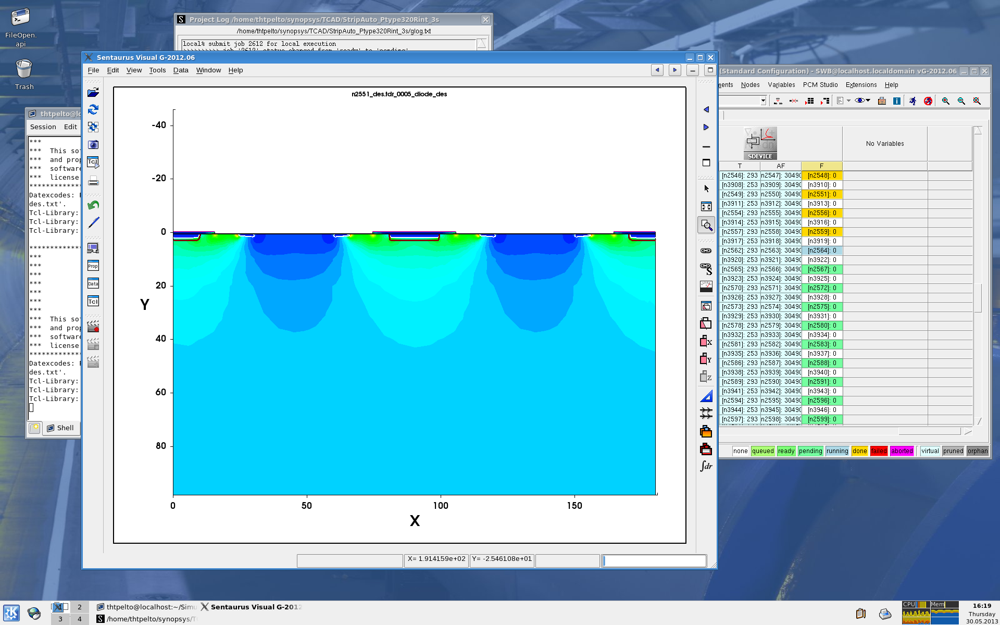 FileOpen.
api
Trash
Project Log /home/thtpelto/synopsys/TCAD/StripAuto_Ptype320Rint_3s
/home/thtpelto/synopsys/TCAD/StripAuto_Ptype320Rint_3s/glog.txt
local% submit job 2612 for local execution
Sentaurus Visual G-2012.06
File Edit View Tools Data Window Help
n2551_des.tdr_0005_diode_des
-40
-20
0
20
40
60
80
Y
0 50 100 150
X
X= 1.914159e+02 Y= -2.546108e+01
Tcl
Prop
Data
Tcl
X
Y
Z
∫dr
thtpelto@lo
Session Edit
***
*** This so
*** and prop
*** software
*** license
**************
Datexcodes:
des.txt'.
Tcl-Library:
Tcl-Library:
Tcl-Library:
**************
***
***
***
***
***
***
***
*** This so
*** and prop
*** software
*** license
**************
Datexcodes:
des.txt'.
Tcl-Library:
Tcl-Library:
Tcl-Library:
Shell
(Standard Configuration) - SWB@localhost.localdomain vG-2012.06
ments Nodes Variables PCM Studio Extensions Help
SDEVICE
No Variables
T AF F
[n2546]: 293 n2547]: 3049 [n2548]: 0
[n3908]: 253 n3909]: 3049 [n3910]: 0
[n2549]: 293 n2550]: 3049 [n2551]: 0
[n3911]: 253 n3912]: 3049 [n3913]: 0
[n2554]: 293 n2555]: 3049 [n2556]: 0
[n3914]: 253 n3915]: 3049 [n3916]: 0
[n2557]: 293 n2558]: 3049 [n2559]: 0
[n3917]: 253 n3918]: 3049 [n3919]: 0
[n2562]: 293 n2563]: 3049 [n2564]: 0
[n3920]: 253 n3921]: 3049 [n3922]: 0
[n2565]: 293 n2566]: 3049 [n2567]: 0
[n3923]: 253 n3924]: 3049 [n3925]: 0
[n2570]: 293 n2571]: 3049 [n2572]: 0
[n3926]: 253 n3927]: 3049 [n3928]: 0
[n2573]: 293 n2574]: 3049 [n2575]: 0
[n3929]: 253 n3930]: 3049 [n3931]: 0
[n2578]: 293 n2579]: 3049 [n2580]: 0
[n3932]: 253 n3933]: 3049 [n3934]: 0
[n2581]: 293 n2582]: 3049 [n2583]: 0
[n3935]: 253 n3936]: 3049 [n3937]: 0
[n2586]: 293 n2587]: 3049 [n2588]: 0
[n3938]: 253 n3939]: 3049 [n3940]: 0
[n2589]: 293 n2590]: 3049 [n2591]: 0
[n3941]: 253 n3942]: 3049 [n3943]: 0
[n2594]: 293 n2595]: 3049 [n2596]: 0
[n3944]: 253 n3945]: 3049 [n3946]: 0
[n2597]: 293 n2598]: 3049 [n2599]: 0
none queued ready pending running done failed aborted virtual pruned orphan
1 2
3 4
thtpelto@localhost:~/Simu
Sentaurus Visual G-2012
/home/thtpelto/synopsys/T
CPU Mem
16:19
Thursday
30.05.2013